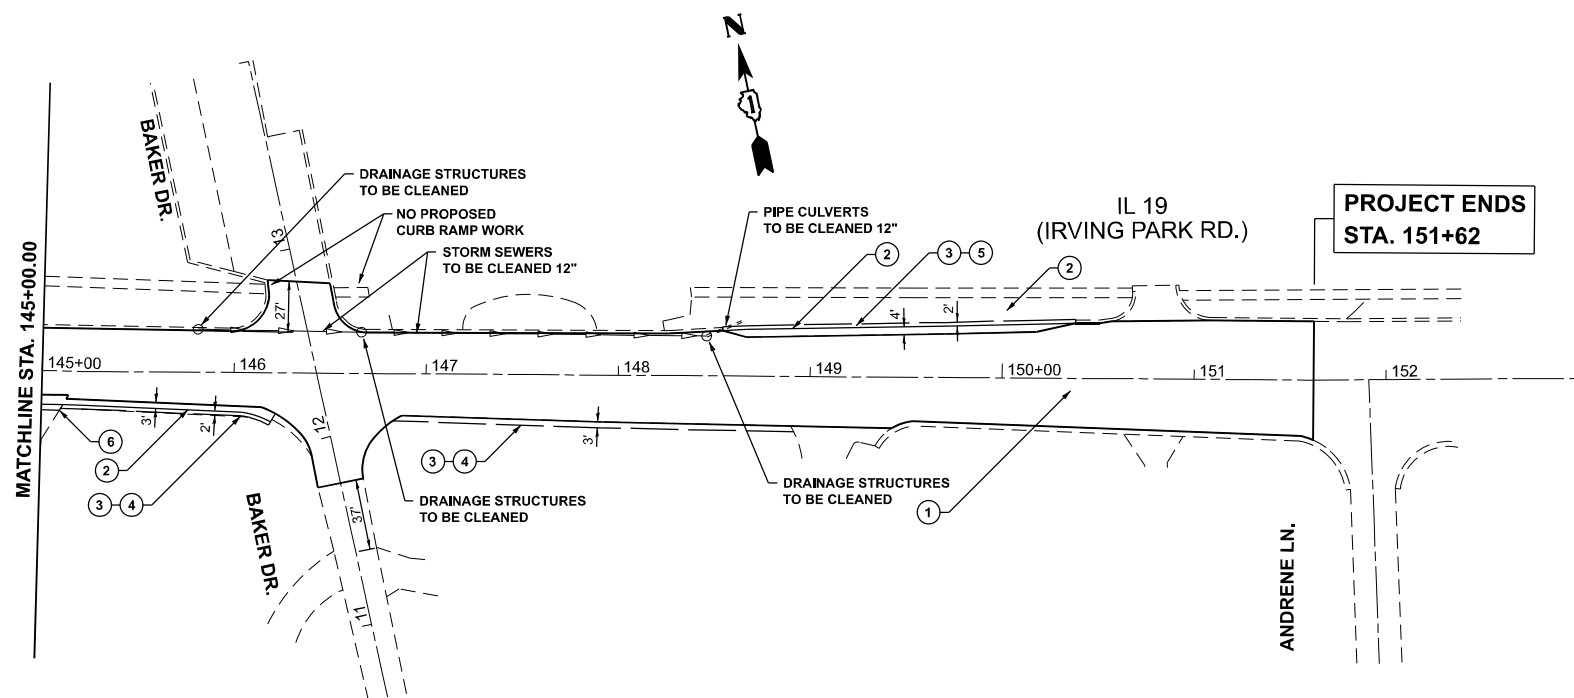 N
1
BAKER DR.
DRAINAGE STRUCTURES
TO BE CLEANED
NO PROPOSED
CURB RAMP WORK
STORM SEWERS
TO BE CLEANED 12"
PIPE CULVERTS
TO BE CLEANED 12"
2
3 5
2
IL 19
(IRVING PARK RD.)
PROJECT ENDS
STA. 151+62
MATCHLINE STA. 145+00.00
13
27'
4'
2'
145+00
146
147
148
149
150+00
151
152
3'
2'
12
3'
6
2
3 4
3 4
DRAINAGE STRUCTURES
TO BE CLEANED
DRAINAGE STRUCTURES
TO BE CLEANED
1
37'
BAKER DR.
11
ANDRENE LN.